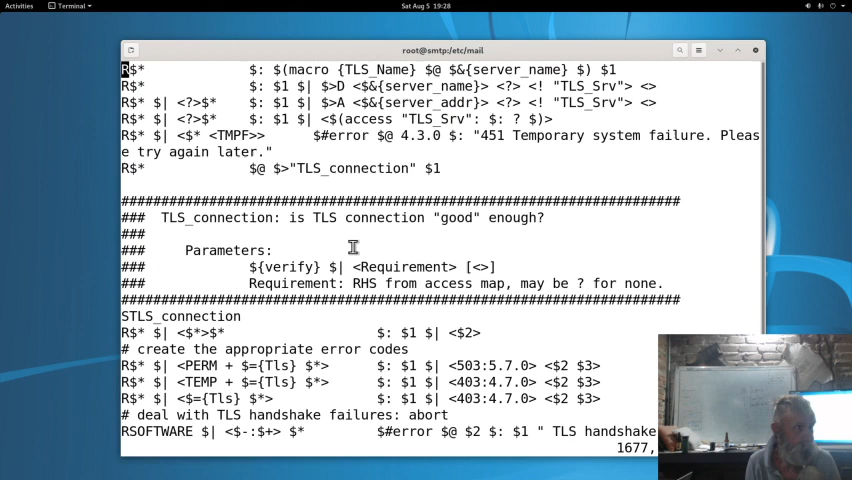 Activities Terminal Sat Aug 5 19:28
root@smtp:/etc/mail
R$* $: $(macro {TLS_Name} $@ $&{server_name} $) $1
R$* $: $1 $| $>D <$&{server_name}> <?> <! "TLS_Srv"> <>
R$* $| <?>$* $: $1 $| $>A <$&{server_addr}> <?> <! "TLS_Srv"> <>
R$* $| <?>$* $: $1 $| <$(access "TLS_Srv": $: ? $)>
R$* $| <$* <TMPF>> $#error $@ 4.3.0 $: "451 Temporary system failure. Pleas
e try again later."
R$* $@ $>"TLS_connection" $1
######################################################################
### TLS_connection: is TLS connection "good" enough?
###
### Parameters:
### ${verify} $| <Requirement> [<>]
### Requirement: RHS from access map, may be ? for none.
######################################################################
STLS_connection
R$* $| <$*>$* $: $1 $| <$2>
# create the appropriate error codes
R$* $| <PERM + $={Tls} $*> $: $1 $| <503:5.7.0> <$2 $3>
R$* $| <TEMP + $={Tls} $*> $: $1 $| <403:4.7.0> <$2 $3>
R$* $| <$={Tls} $*> $: $1 $| <403:4.7.0> <$2 $3>
# deal with TLS handshake failures: abort
RSOFTWARE $| <$-:$+> $* $#error $@ $2 $: $1 " TLS handshake
1677,